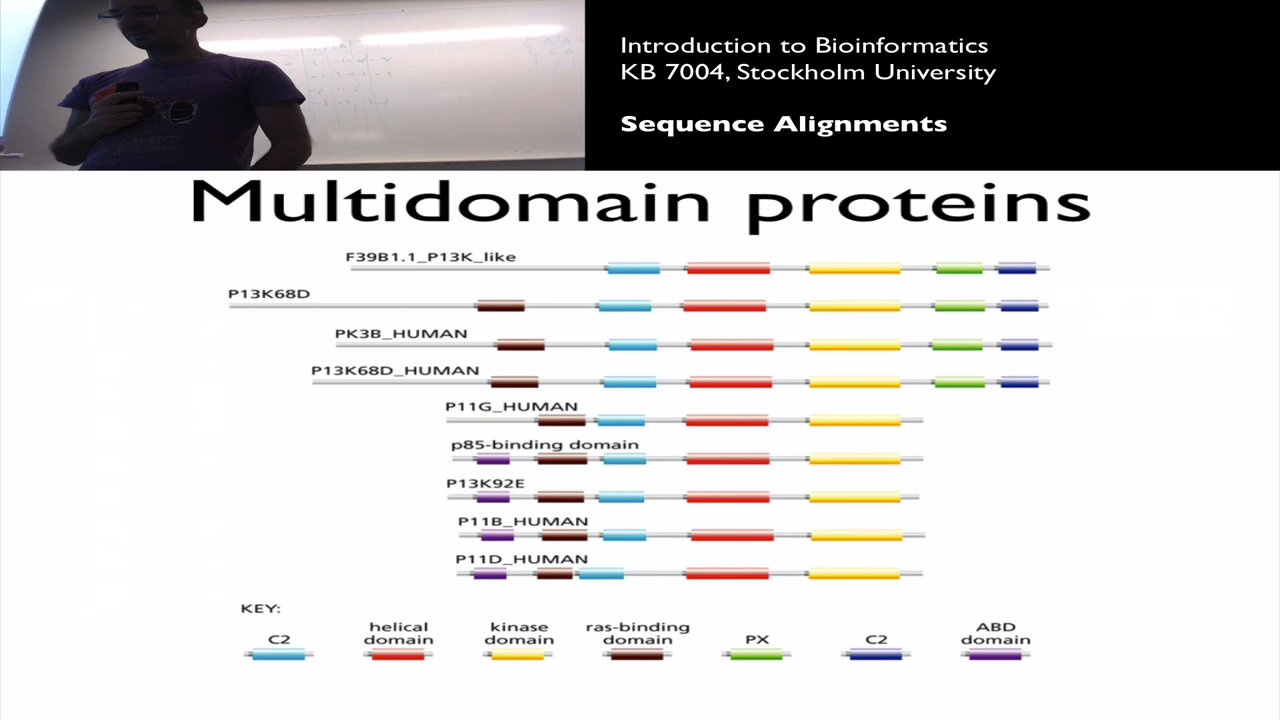 Introduction to Bioinformatics
KB 7004, Stockholm University
Sequence Alignments
Multidomain proteins
F39B1.1_P13K_like
P13K68D
PK3B_HUMAN
P13K68D_HUMAN
P11G_HUMAN
p85-binding domain
P13K92E
P11B_HUMAN
P11D_HUMAN
KEY:
C2
helical
domain
kinase
domain
ras-binding
domain
PX
C2
ABD
domain